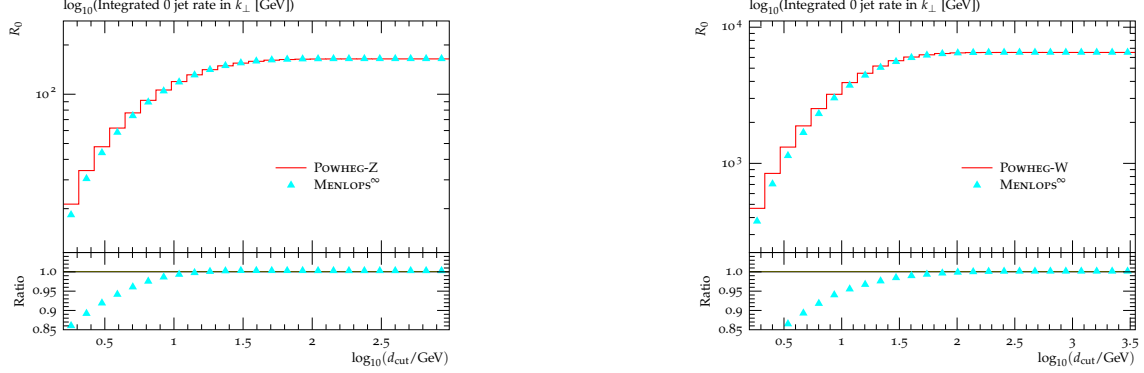 log10(Integrated 0 jet rate in k⊥ [GeV])
R0
10²
Powheg-Z
Menlops∞
Ratio
1.0
0.95
0.9
0.85
0.5 1 1.5 2 2.5
log10(dcut/GeV)
log10(Integrated 0 jet rate in k⊥ [GeV])
R0
10⁴
10³
Powheg-W
Menlops∞
Ratio
1.0
0.95
0.9
0.85
0.5 1 1.5 2 2.5 3 3.5
log10(dcut/GeV)